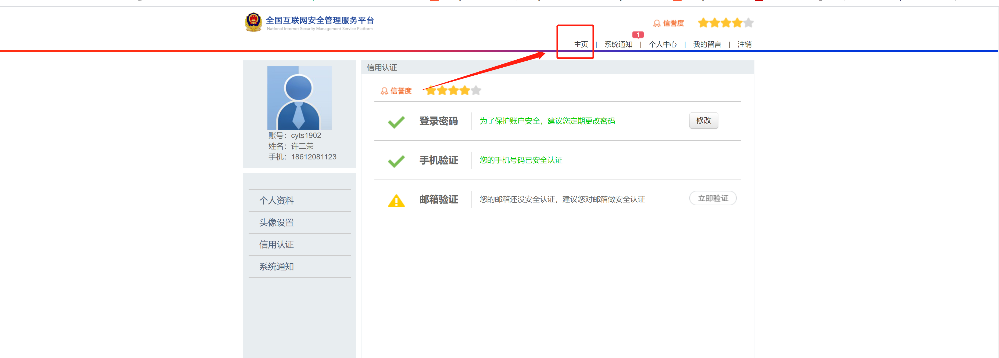 全国互联网安全管理服务平台
National Internet Security Management Service Platform
信誉度
1
主页 | 系统通知 | 个人中心 | 我的留言 | 注销
账号：cyts1902
姓名：许二荣
手机：18612081123
个人资料
头像设置
信用认证
系统通知
信用认证
信誉度
登录密码 为了保护账户安全，建议您定期更改密码 修改
手机验证 您的手机号码已安全认证
邮箱验证 您的邮箱还没安全认证，建议您对邮箱做安全认证 立即验证